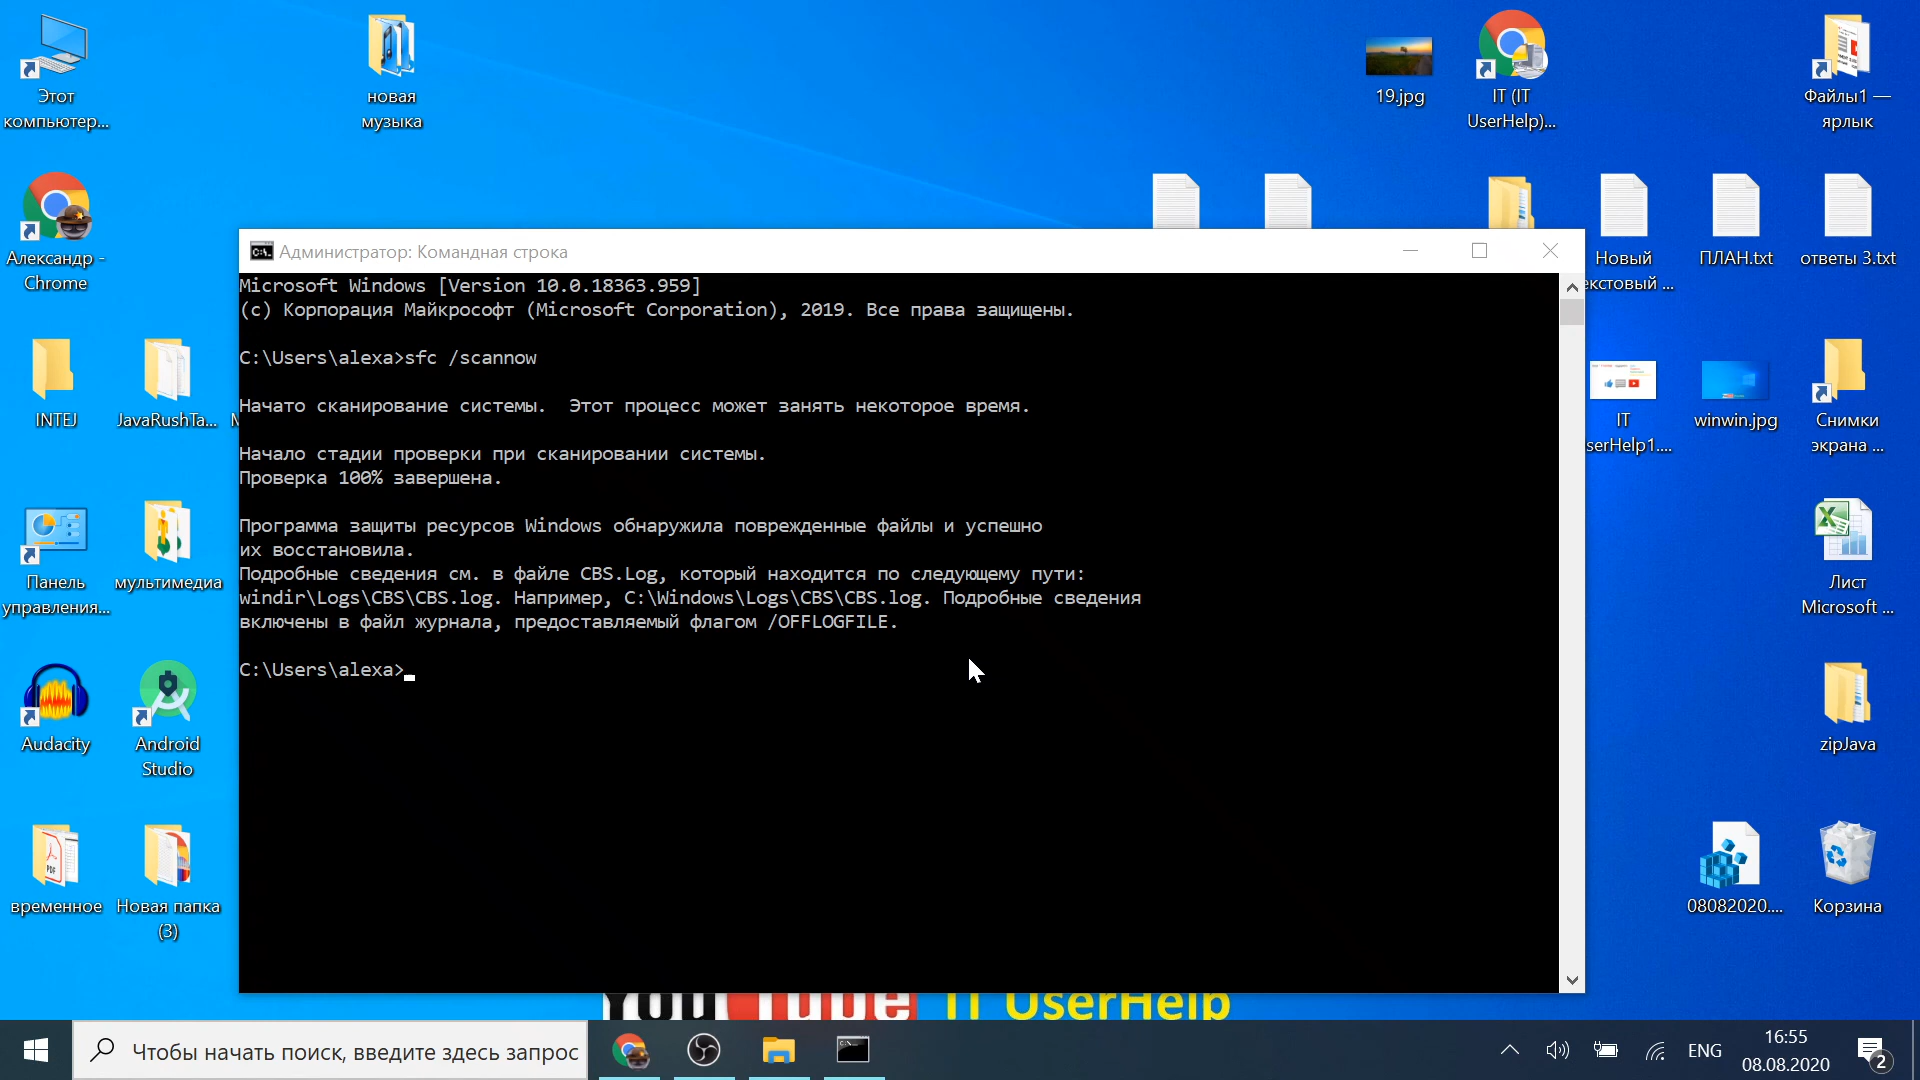 Этот
компьютер...
новая
музыка
19.jpg
IT (IT
UserHelp)...
Файлы1 —
ярлык
Александр -
Chrome
Новый
екстовый ...
ПЛАН.txt
ответы 3.txt
Администратор: Командная строка
Microsoft Windows [Version 10.0.18363.959]
(c) Корпорация Майкрософт (Microsoft Corporation), 2019. Все права защищены.
C:\Users\alexa>sfc /scannow
Начато сканирование системы.  Этот процесс может занять некоторое время.
Начало стадии проверки при сканировании системы.
Проверка 100% завершена.
Программа защиты ресурсов Windows обнаружила поврежденные файлы и успешно
их восстановила.
Подробные сведения см. в файле CBS.Log, который находится по следующему пути:
windir\Logs\CBS\CBS.log. Например, C:\Windows\Logs\CBS\CBS.log. Подробные сведения
включены в файл журнала, предоставляемый флагом /OFFLOGFILE.
C:\Users\alexa>
INTEJ
JavaRushTa...
IT
serHelp1....
winwin.jpg
Снимки
экрана ...
Панель
управления...
мультимедиа
Лист
Microsoft ...
Audacity
Android
Studio
zipJava
временное
Новая папка
(3)
08082020....
Корзина
YouTube IT UserHelp
Чтобы начать поиск, введите здесь запрос
ENG
16:55
08.08.2020
2